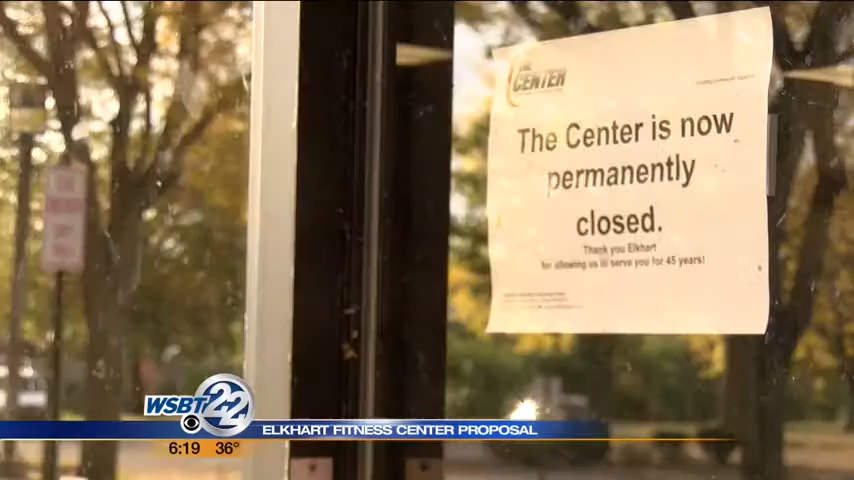 THE
CENTER
The Center is now
permanently
closed.
Thank you Elkhart
for allowing us to serve you for 45 years!
WSBT 22
ELKHART FITNESS CENTER PROPOSAL
6:19 36°